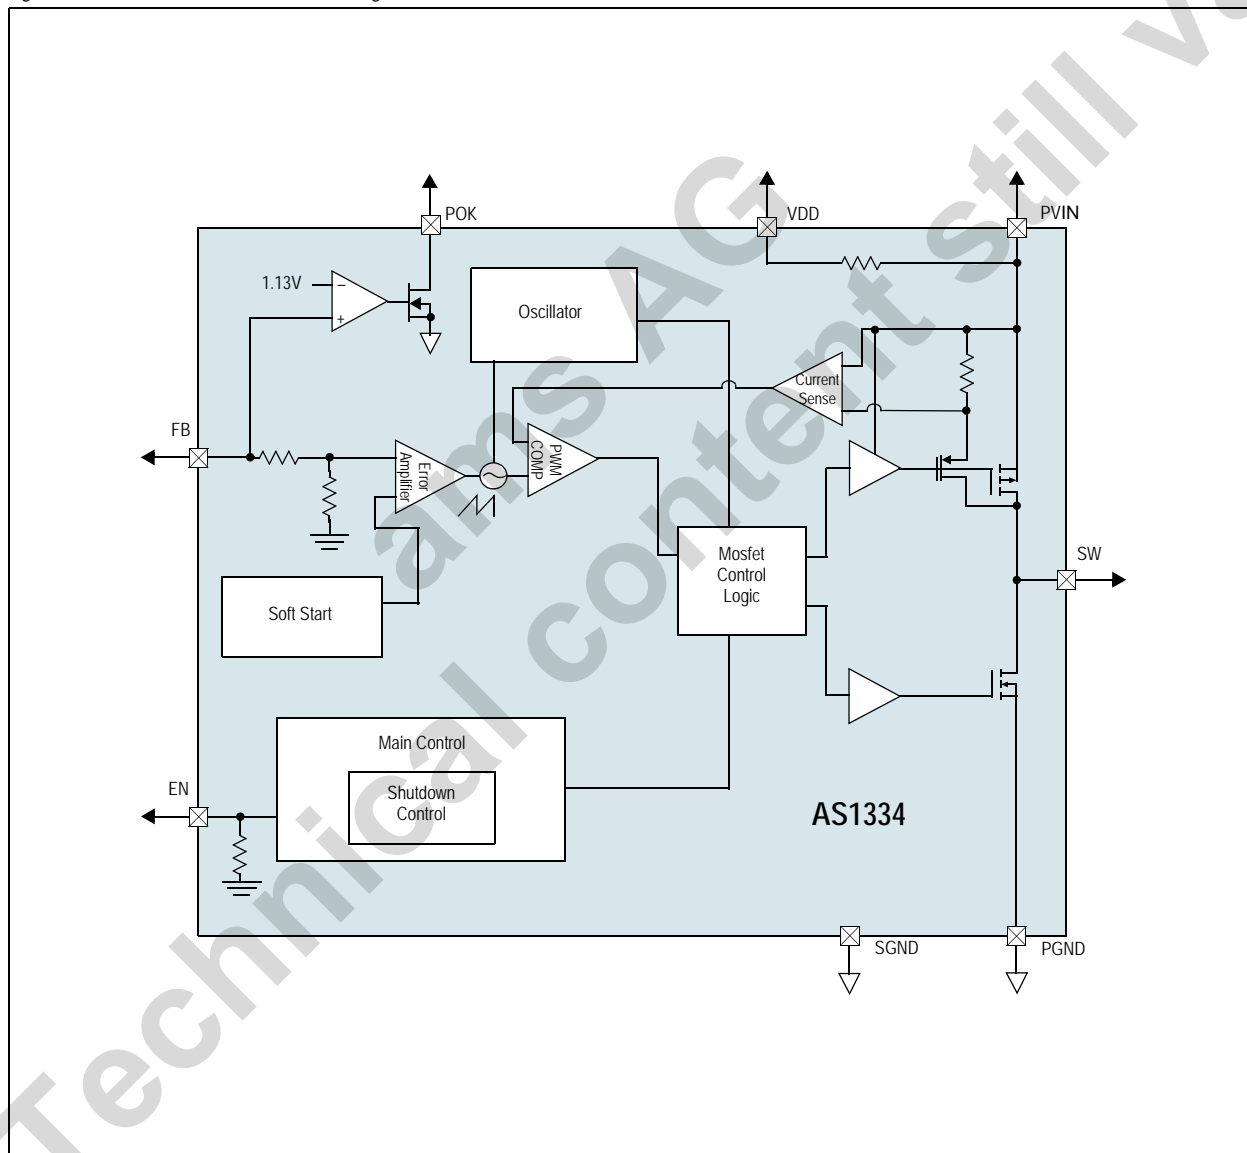 POK
VDD
PVIN
1.13V
−
+
Oscillator
Current
Sense
FB
Error
Amplifier
PWM
COMP
Mosfet
Control
Logic
SW
Soft Start
Main Control
Shutdown
Control
EN
AS1334
SGND
PGND
ams AG
Technical content still